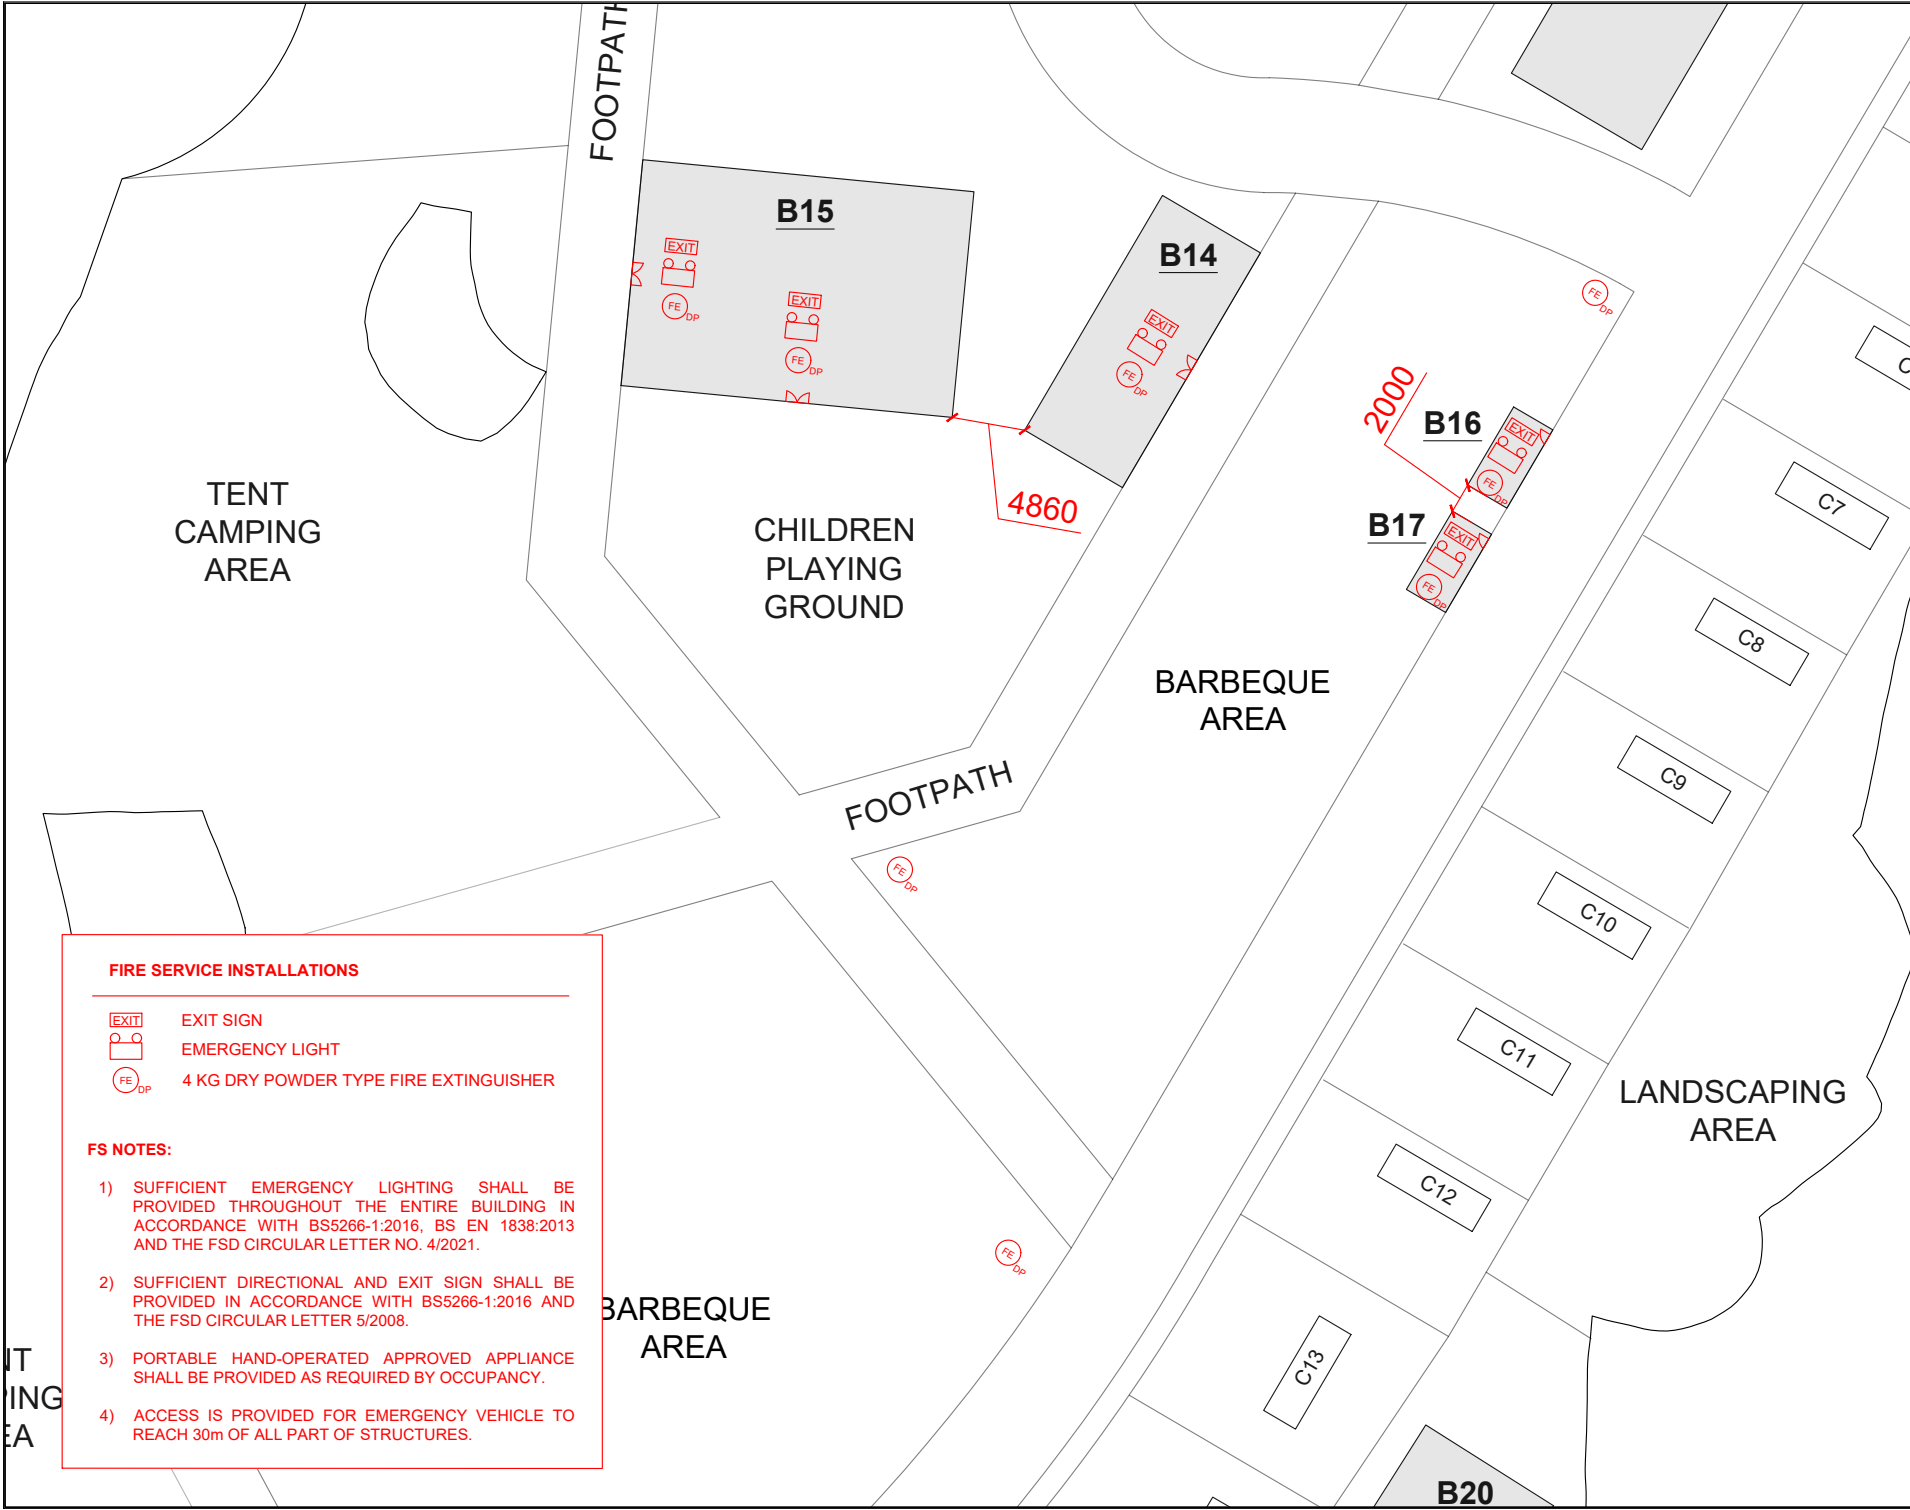 FOOTPATH
B15
EXIT
FE
DP
EXIT
FE
DP
B14
EXIT
FE
DP
4860
CHILDREN
PLAYING
GROUND
TENT
CAMPING
AREA
FE
DP
2000
B16
EXIT
FE
DP
B17
EXIT
FE
DP
BARBEQUE
AREA
FOOTPATH
FE
DP
FE
DP
C7
C8
C9
C10
C11
C12
C13
LANDSCAPING
AREA
B20
BARBEQUE
AREA
FIRE SERVICE INSTALLATIONS
EXIT EXIT SIGN
EMERGENCY LIGHT
FE DP 4 KG DRY POWDER TYPE FIRE EXTINGUISHER
FS NOTES:
1) SUFFICIENT EMERGENCY LIGHTING SHALL BE
PROVIDED THROUGHOUT THE ENTIRE BUILDING IN
ACCORDANCE WITH BS5266-1:2016, BS EN 1838:2013
AND THE FSD CIRCULAR LETTER NO. 4/2021.
2) SUFFICIENT DIRECTIONAL AND EXIT SIGN SHALL BE
PROVIDED IN ACCORDANCE WITH BS5266-1:2016 AND
THE FSD CIRCULAR LETTER 5/2008.
3) PORTABLE HAND-OPERATED APPROVED APPLIANCE
SHALL BE PROVIDED AS REQUIRED BY OCCUPANCY.
4) ACCESS IS PROVIDED FOR EMERGENCY VEHICLE TO
REACH 30m OF ALL PART OF STRUCTURES.